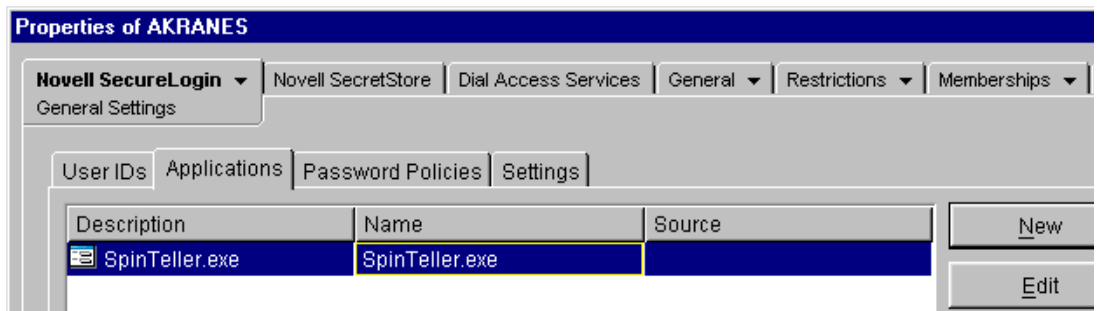 Properties of AKRANES
Novell SecureLogin Novell SecretStore Dial Access Services General Restrictions Memberships
General Settings
User IDs Applications Password Policies Settings
Description Name Source New
SpinTeller.exe SpinTeller.exe
Edit